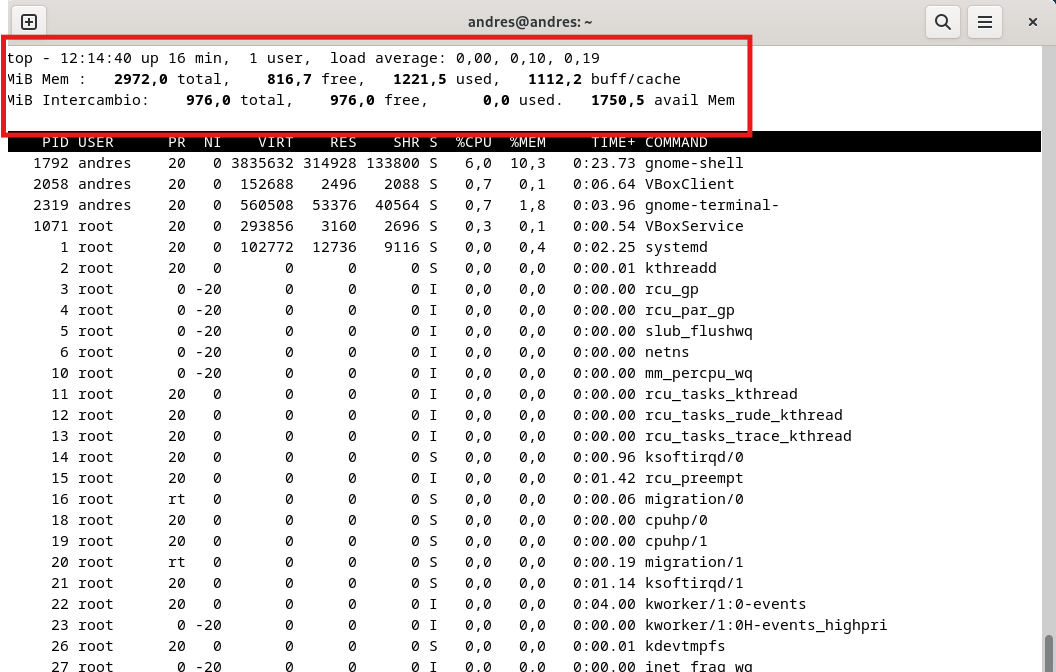 andres@andres: ~
top - 12:14:40 up 16 min,  1 user,  load average: 0,00, 0,10, 0,19
MiB Mem :   2972,0 total,    816,7 free,   1221,5 used,   1112,2 buff/cache
MiB Intercambio:    976,0 total,    976,0 free,      0,0 used.   1750,5 avail Mem
PID USER      PR  NI    VIRT    RES    SHR S  %CPU  %MEM     TIME+ COMMAND
1792 andres    20   0 3835632 314928 133800 S   6,0  10,3   0:23.73 gnome-shell
2058 andres    20   0  152688   2496   2088 S   0,7   0,1   0:06.64 VBoxClient
2319 andres    20   0  560508  53376  40564 S   0,7   1,8   0:03.96 gnome-terminal-
1071 root      20   0  293856   3160   2696 S   0,3   0,1   0:00.54 VBoxService
1 root      20   0  102772  12736   9116 S   0,0   0,4   0:02.25 systemd
2 root      20   0       0      0      0 S   0,0   0,0   0:00.01 kthreadd
3 root       0 -20       0      0      0 I   0,0   0,0   0:00.00 rcu_gp
4 root       0 -20       0      0      0 I   0,0   0,0   0:00.00 rcu_par_gp
5 root       0 -20       0      0      0 I   0,0   0,0   0:00.00 slub_flushwq
6 root       0 -20       0      0      0 I   0,0   0,0   0:00.00 netns
10 root       0 -20       0      0      0 I   0,0   0,0   0:00.00 mm_percpu_wq
11 root      20   0       0      0      0 I   0,0   0,0   0:00.00 rcu_tasks_kthread
12 root      20   0       0      0      0 I   0,0   0,0   0:00.00 rcu_tasks_rude_kthread
13 root      20   0       0      0      0 I   0,0   0,0   0:00.00 rcu_tasks_trace_kthread
14 root      20   0       0      0      0 S   0,0   0,0   0:00.96 ksoftirqd/0
15 root      20   0       0      0      0 I   0,0   0,0   0:01.42 rcu_preempt
16 root      rt   0       0      0      0 S   0,0   0,0   0:00.06 migration/0
18 root      20   0       0      0      0 S   0,0   0,0   0:00.00 cpuhp/0
19 root      20   0       0      0      0 S   0,0   0,0   0:00.00 cpuhp/1
20 root      rt   0       0      0      0 S   0,0   0,0   0:00.19 migration/1
21 root      20   0       0      0      0 S   0,0   0,0   0:01.14 ksoftirqd/1
22 root      20   0       0      0      0 I   0,0   0,0   0:04.00 kworker/1:0-events
23 root       0 -20       0      0      0 I   0,0   0,0   0:00.00 kworker/1:0H-events_highpri
26 root      20   0       0      0      0 S   0,0   0,0   0:00.01 kdevtmpfs
27 root       0 -20       0      0      0 I   0,0   0,0   0:00.00 inet_frag_wq